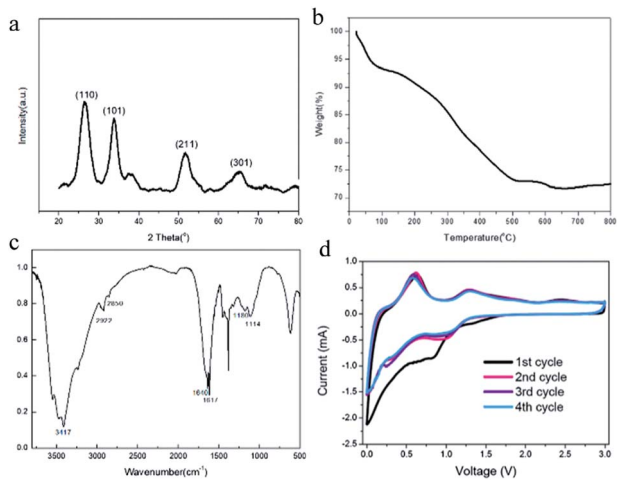 a
(110)
(101)
(211)
(301)
Intensity(a.u.)
20 30 40 50 60 70 80
2 Theta(°)
b
100
95
90
85
80
75
70
Weight(%)
0 100 200 300 400 500 600 700 800
Temperature(°C)
c
1.0
0.8
0.6
0.4
0.2
0.0
2850
2922
3417
1640
1617
1180
1114
3500 3000 2500 2000 1500 1000 500
Wavenumber(cm-1)
d
1.0
0.5
0.0
-0.5
-1.0
-1.5
-2.0
-2.5
Current (mA)
1st cycle
2nd cycle
3rd cycle
4th cycle
0.0 0.5 1.0 1.5 2.0 2.5 3.0
Voltage (V)